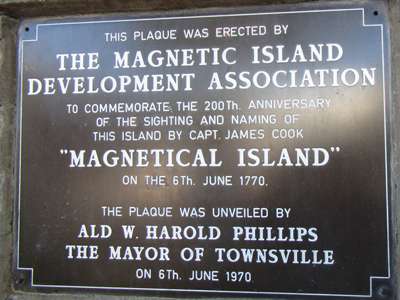 THIS PLAQUE WAS ERECTED BY
THE MAGNETIC ISLAND
DEVELOPMENT ASSOCIATION
TO COMMEMORATE THE 200Th. ANNIVERSARY
OF THE SIGHTING AND NAMING OF
THIS ISLAND BY CAPT. JAMES COOK
"MAGNETICAL ISLAND"
ON THE 6Th. JUNE 1770.
THE PLAQUE WAS UNVEILED BY
ALD W. HAROLD PHILLIPS
THE MAYOR OF TOWNSVILLE
ON 6Th. JUNE 1970.